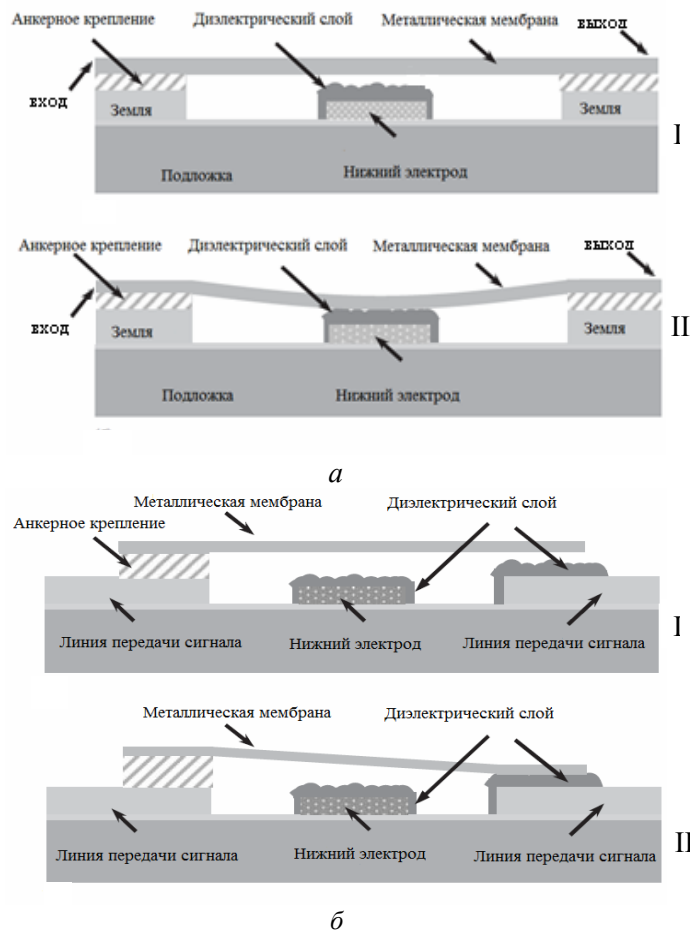 Анкерное крепление
Диэлектрический слой
Металлическая мембрана
ВЫХОД
ВХОД
Земля
Земля
I
Подложка
Нижний электрод
Анкерное крепление
Диэлектрический слой
Металлическая мембрана
ВЫХОД
ВХОД
Земля
Земля
II
Подложка
Нижний электрод
а
Металлическая мембрана
Диэлектрический слой
Анкерное крепление
I
Линия передачи сигнала
Нижний электрод
Линия передачи сигнала
Металлическая мембрана
Диэлектрический слой
II
Линия передачи сигнала
Нижний электрод
Линия передачи сигнала
б